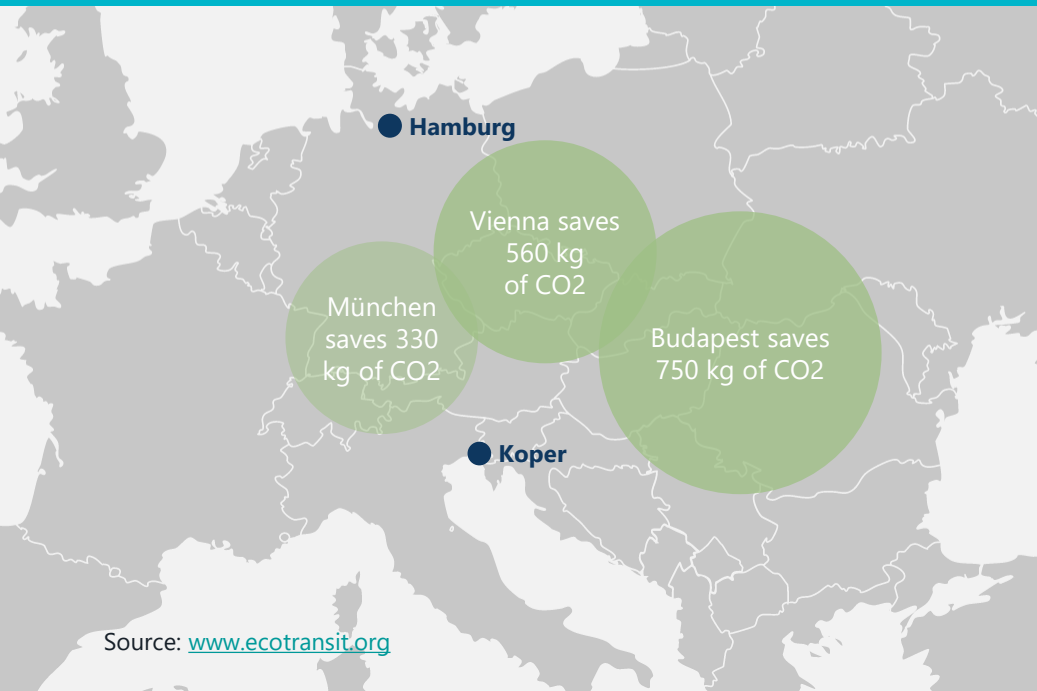 Hamburg
Vienna saves
560 kg
of CO2
München
saves 330
kg of CO2
Budapest saves
750 kg of CO2
Koper
Source: www.ecotransit.org